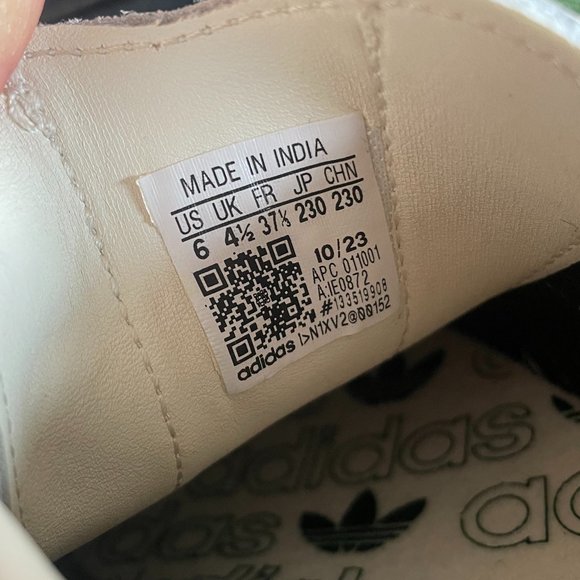 MADE IN INDIA
US UK FR JP CHN
6 4½ 37⅓ 230 230
10/23
APC 011001
A:IE0872
#133519908
adidas I>N1XV2@00152
adidas
adidas